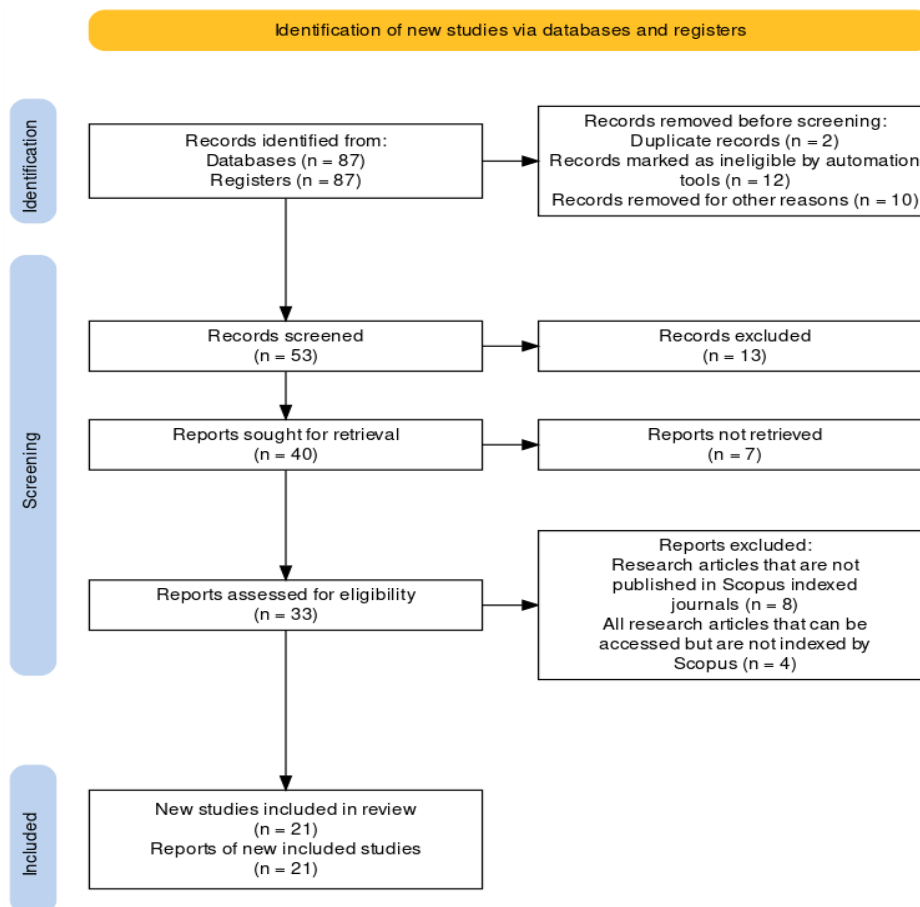 Identification of new studies via databases and registers
Identification
Records identified from:
Databases (n = 87)
Registers (n = 87)
Records removed before screening:
Duplicate records (n = 2)
Records marked as ineligible by automation
tools (n = 12)
Records removed for other reasons (n = 10)
Screening
Records screened
(n = 53)
Records excluded
(n = 13)
Reports sought for retrieval
(n = 40)
Reports not retrieved
(n = 7)
Reports assessed for eligibility
(n = 33)
Reports excluded:
Research articles that are not
published in Scopus indexed
journals (n = 8)
All research articles that can be
accessed but are not indexed by
Scopus (n = 4)
Included
New studies included in review
(n = 21)
Reports of new included studies
(n = 21)